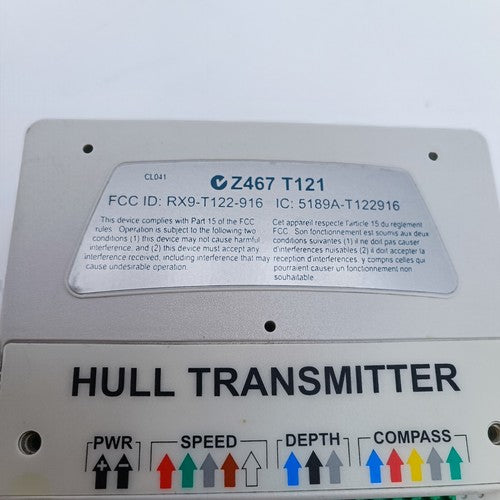 CL041
Z467 T121
FCC ID: RX9-T122-916 IC: 5189A-T122916
This device complies with Part 15 of the FCC
rules. Operation is subject to the following two
conditions (1) this device may not cause harmful
interference, and (2) this device must accept any
interference received, including interference that may
cause undesirable operation.
Cet appareil respecte l'article 15 du reglement
FCC. Son fonctionnement est soumis aux deux
conditions suivantes (1) il ne doit pas causer
d'interferences nuisibles (2) il doit accepter la
reception d'interferences, y compris celles qui
pourraient causer un fonctionnement non
souhaitable.
HULL TRANSMITTER
PWR SPEED DEPTH COMPASS
+ -